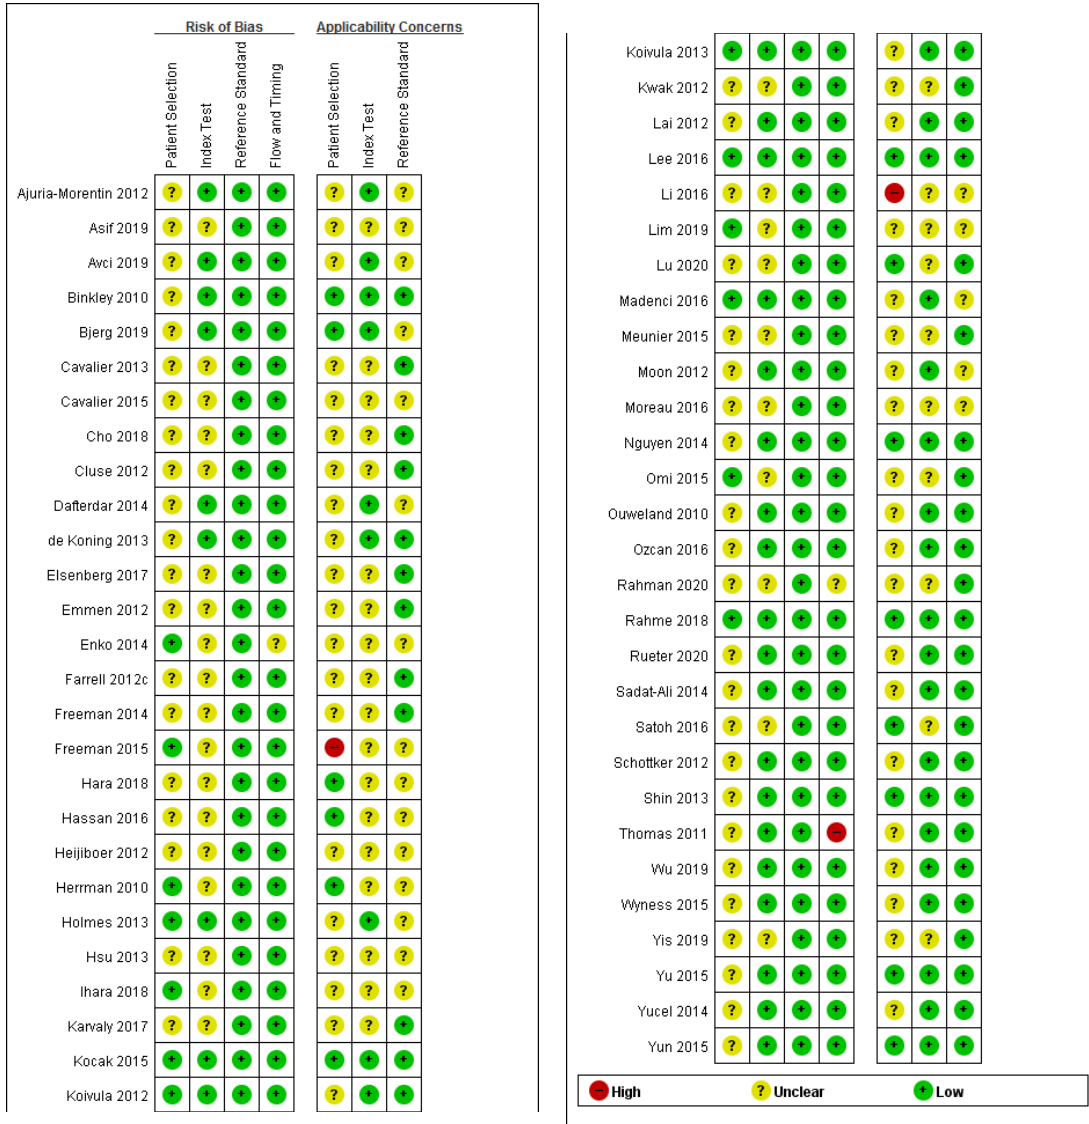 Risk of Bias Applicability Concerns
Patient Selection
Index Test
Reference Standard
Flow and Timing
Patient Selection
Index Test
Reference Standard
Ajuria-Morentin 2012 ? + + + ? + ?
Asif 2019 ? ? + + ? ? ?
Avci 2019 ? + + + ? + ?
Binkley 2010 ? + + + + + +
Bjerg 2019 ? + + + + + ?
Cavalier 2013 ? ? + + ? ? +
Cavalier 2015 ? ? + + ? ? ?
Cho 2018 ? ? + + ? ? +
Cluse 2012 ? ? + + ? ? +
Dafterdar 2014 ? + + + ? + ?
de Koning 2013 ? + + + ? + +
Elsenberg 2017 ? ? + + ? ? +
Emmen 2012 ? ? + + ? ? +
Enko 2014 + ? + ? ? ? ?
Farrell 2012c ? ? + + ? ? +
Freeman 2014 ? ? + + ? ? +
Freeman 2015 + ? + + − ? ?
Hara 2018 ? ? + + + ? ?
Hassan 2016 ? ? + + + ? ?
Heijiboer 2012 ? ? + + ? ? ?
Herrman 2010 + ? + + + ? ?
Holmes 2013 + + + + ? + ?
Hsu 2013 ? ? + + ? ? ?
Ihara 2018 + ? + + ? ? ?
Karvaly 2017 ? ? + + ? ? +
Kocak 2015 + + + + + + +
Koivula 2012 + + + + ? + +
Koivula 2013 + + + + ? + +
Kwak 2012 ? ? + + ? ? +
Lai 2012 ? + + + ? + +
Lee 2016 + + + + + + +
Li 2016 ? ? + + − ? ?
Lim 2019 + ? + + ? ? ?
Lu 2020 ? ? + + + ? +
Madenci 2016 + + + + ? + ?
Meunier 2015 ? ? + + ? ? +
Moon 2012 ? + + + ? + ?
Moreau 2016 ? ? + + ? ? ?
Nguyen 2014 ? + + + + + +
Omi 2015 + ? + + ? ? +
Ouweland 2010 ? + + + ? + +
Ozcan 2016 ? + + + ? + +
Rahman 2020 ? ? + ? ? ? +
Rahme 2018 + + + + + + +
Rueter 2020 ? + + + ? + +
Sadat-Ali 2014 ? + + + ? + +
Satoh 2016 ? ? + + + ? +
Schottker 2012 ? + + + ? + +
Shin 2013 ? + + + + + +
Thomas 2011 ? + + − ? + +
Wu 2019 ? + + + ? + +
Wyness 2015 ? + + + ? + +
Yis 2019 ? ? + + ? ? +
Yu 2015 ? + + + + + +
Yucel 2014 ? + + + ? + +
Yun 2015 ? + + + + + +
− High ? Unclear + Low